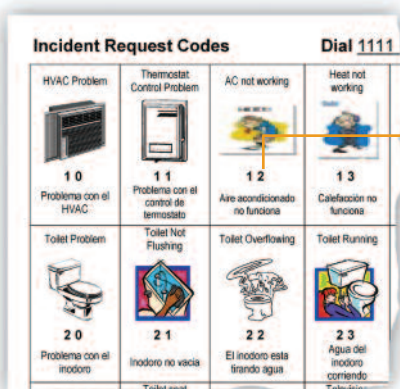 Incident Request Codes Dial 1111
HVAC Problem
10
Problema con el
HVAC
Thermostat
Control Problem
11
Problema con el
control de
termostato
AC not working
12
Aire acondicionado
no funciona
Heat not
working
13
Calefacción no
funciona
Toilet Problem
20
Problema con el
inodoro
Toilet Not
Flushing
21
Inodoro no vacia
Toilet Overflowing
22
El inodoro esta
tirando agua
Toilet Running
23
Agua del
inodoro
corriendo
Toilet seat